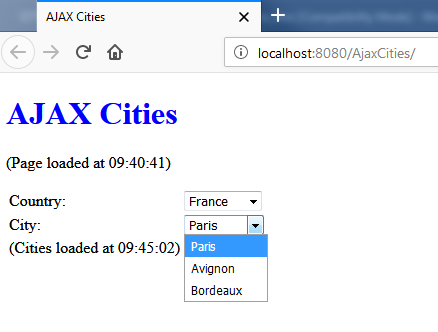 AJAX Cities
localhost:8080/AjaxCities/
AJAX Cities
(Page loaded at 09:40:41)
Country: France
City: Paris
(Cities loaded at 09:45:02) Paris
Avignon
Bordeaux